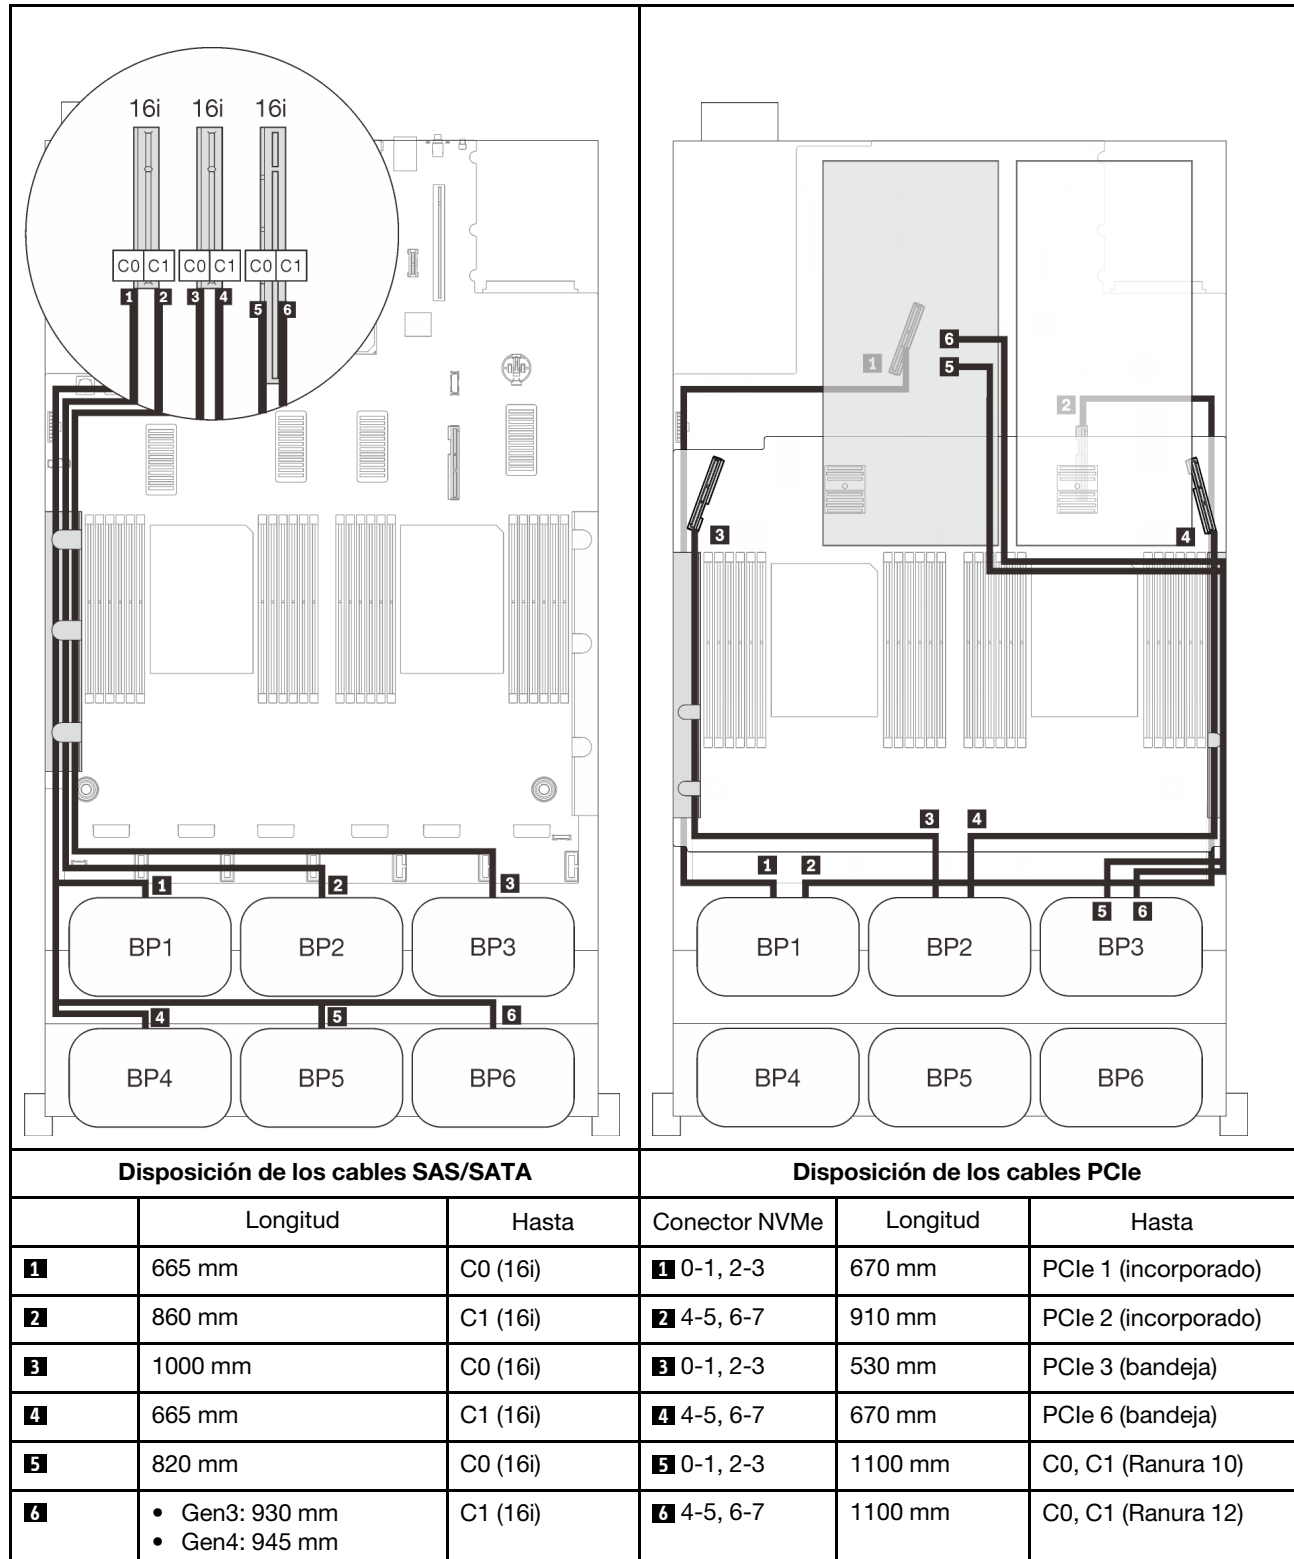 16i 16i 16i
C0 C1 C0 C1 C0 C1
1 2 3 4 5 6
1 2 3
BP1 BP2 BP3
4 5 6
BP4 BP5 BP6
6
1 5
2
3 4
3 4
1 2
5 6
BP1 BP2 BP3
BP4 BP5 BP6
Disposición de los cables SAS/SATA Disposición de los cables PCIe
Longitud Hasta Conector NVMe Longitud Hasta
1 665 mm C0 (16i) 1 0-1, 2-3 670 mm PCIe 1 (incorporado)
2 860 mm C1 (16i) 2 4-5, 6-7 910 mm PCIe 2 (incorporado)
3 1000 mm C0 (16i) 3 0-1, 2-3 530 mm PCIe 3 (bandeja)
4 665 mm C1 (16i) 4 4-5, 6-7 670 mm PCIe 6 (bandeja)
5 820 mm C0 (16i) 5 0-1, 2-3 1100 mm C0, C1 (Ranura 10)
6 • Gen3: 930 mm C1 (16i) 6 4-5, 6-7 1100 mm C0, C1 (Ranura 12)
• Gen4: 945 mm